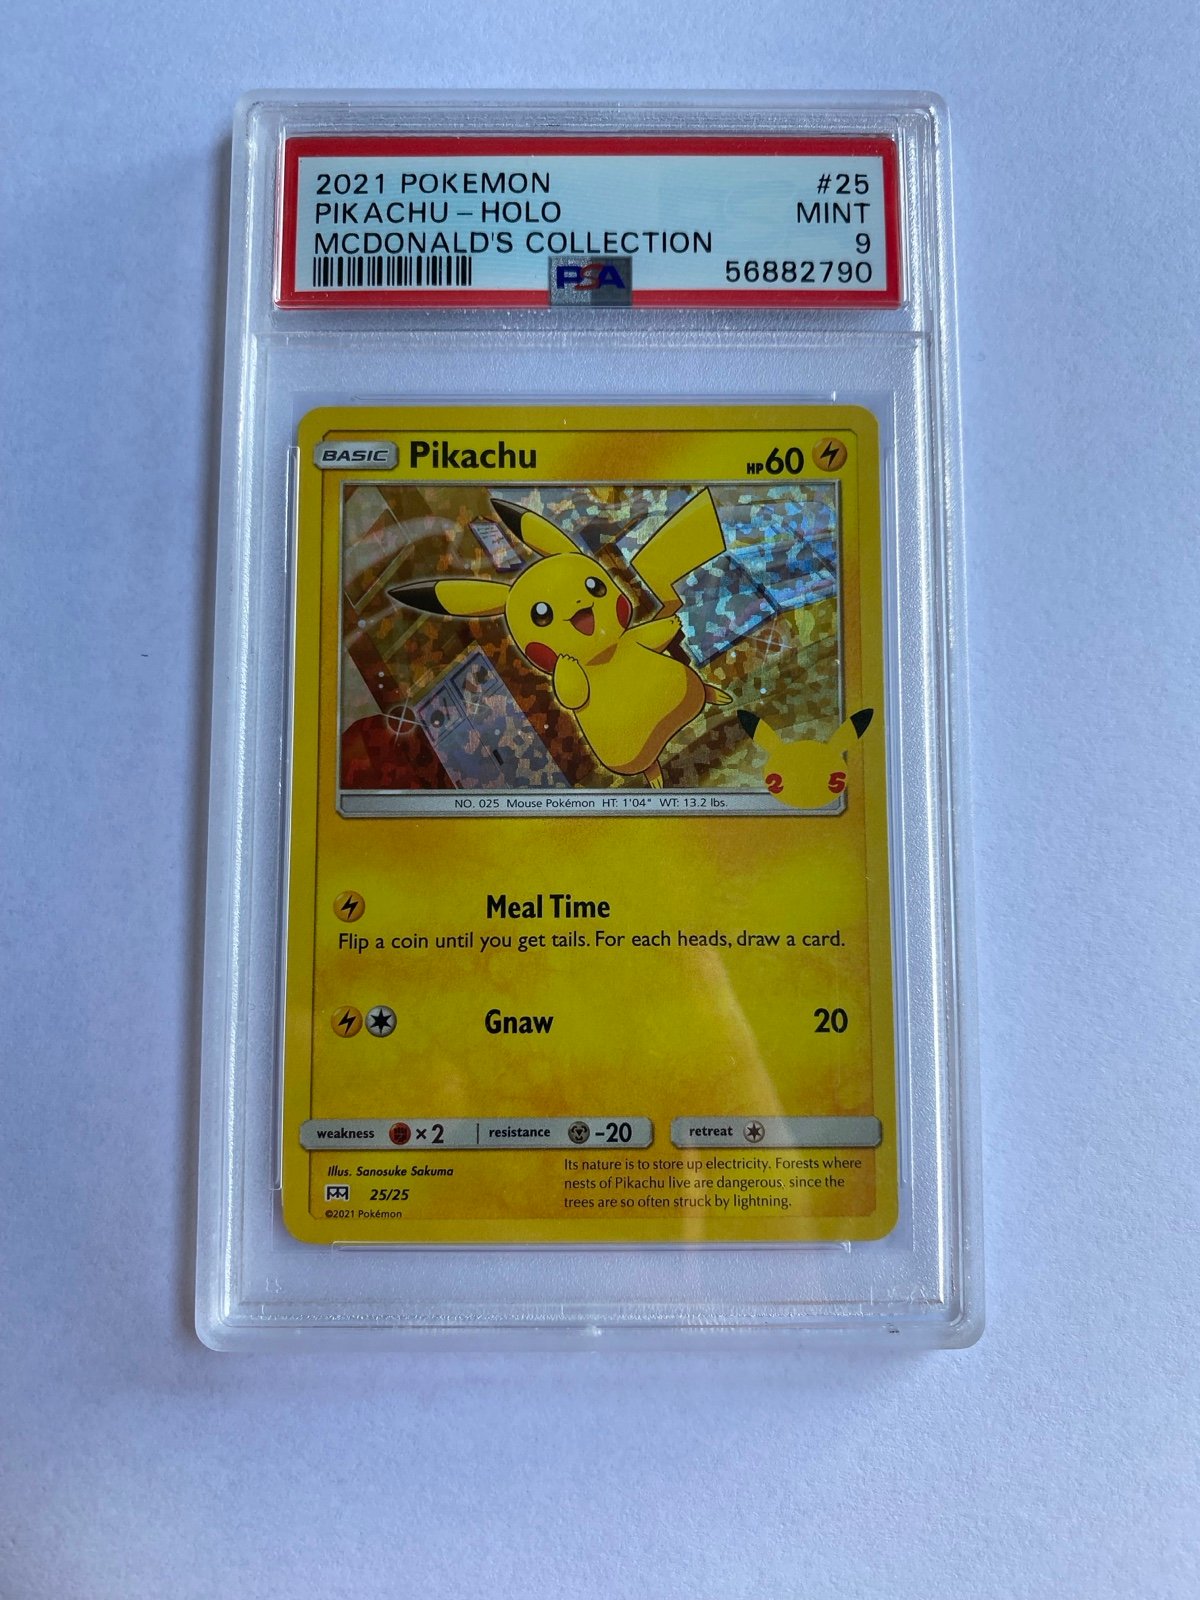 2021 POKEMON #25
PIKACHU - HOLO MINT
MCDONALD'S COLLECTION 9
PSA 56882790
BASIC Pikachu HP 60
25
NO. 025 Mouse Pokémon HT: 1'04" WT: 13.2 lbs.
Meal Time
Flip a coin until you get tails. For each heads, draw a card.
Gnaw 20
weakness ×2 resistance -20 retreat
Illus. Sanosuke Sakuma
25/25
©2021 Pokémon
Its nature is to store up electricity. Forests where
nests of Pikachu live are dangerous, since the
trees are so often struck by lightning.